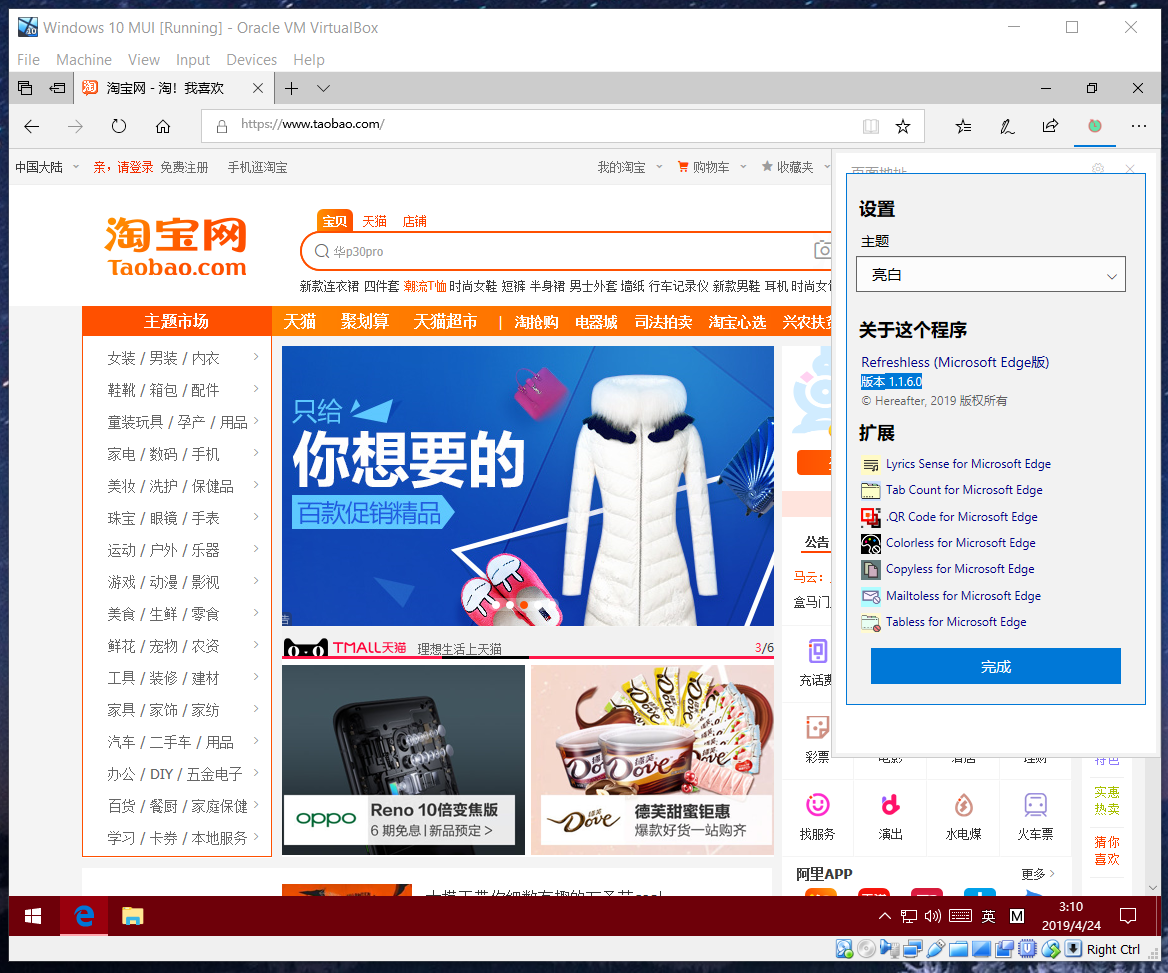 Windows 10 MUI [Running] - Oracle VM VirtualBox
File Machine View Input Devices Help
淘宝网 - 淘！我喜欢
https://www.taobao.com/
中国大陆 亲，请登录 免费注册 手机逛淘宝 我的淘宝 购物车 收藏夹
页面地址
淘宝网
Taobao.com
宝贝 天猫 店铺
华p30pro
新款连衣裙 四件套 潮流T恤 时尚女鞋 短裤 半身裙 男士外套 墙纸 行车记录仪 新款男鞋 耳机 时尚女
主题市场 天猫 聚划算 天猫超市 | 淘抢购 电器城 司法拍卖 淘宝心选 兴农扶贫
女装 / 男装 / 内衣
鞋靴 / 箱包 / 配件
童装玩具 / 孕产 / 用品
家电 / 数码 / 手机
美妆 / 洗护 / 保健品
珠宝 / 眼镜 / 手表
运动 / 户外 / 乐器
游戏 / 动漫 / 影视
美食 / 生鲜 / 零食
鲜花 / 宠物 / 农资
工具 / 装修 / 建材
家具 / 家饰 / 家纺
汽车 / 二手车 / 用品
办公 / DIY / 五金电子
百货 / 餐厨 / 家庭保健
学习 / 卡券 / 本地服务
只给
你想要的
百款促销精品
TMALL天猫 理想生活上天猫 3/6
oppo
Reno 10倍变焦版
6 期免息 | 新品预定 >
Dove
Dove
Dove
德芙甜蜜钜惠
爆款好货一站购齐
公告
马云：
盒马门
充话费
彩票 电影 酒店 理财
找服务 演出 水电煤 火车票
阿里APP 更多
特色
实惠
热卖
猜你
喜欢
设置
主题
亮白
关于这个程序
Refreshless (Microsoft Edge版)
版本 1.1.6.0
© Hereafter, 2019 版权所有
扩展
Lyrics Sense for Microsoft Edge
Tab Count for Microsoft Edge
.QR Code for Microsoft Edge
Colorless for Microsoft Edge
Copyless for Microsoft Edge
Mailtoless for Microsoft Edge
Tabless for Microsoft Edge
完成
英 M
3:10
2019/4/24
Right Ctrl